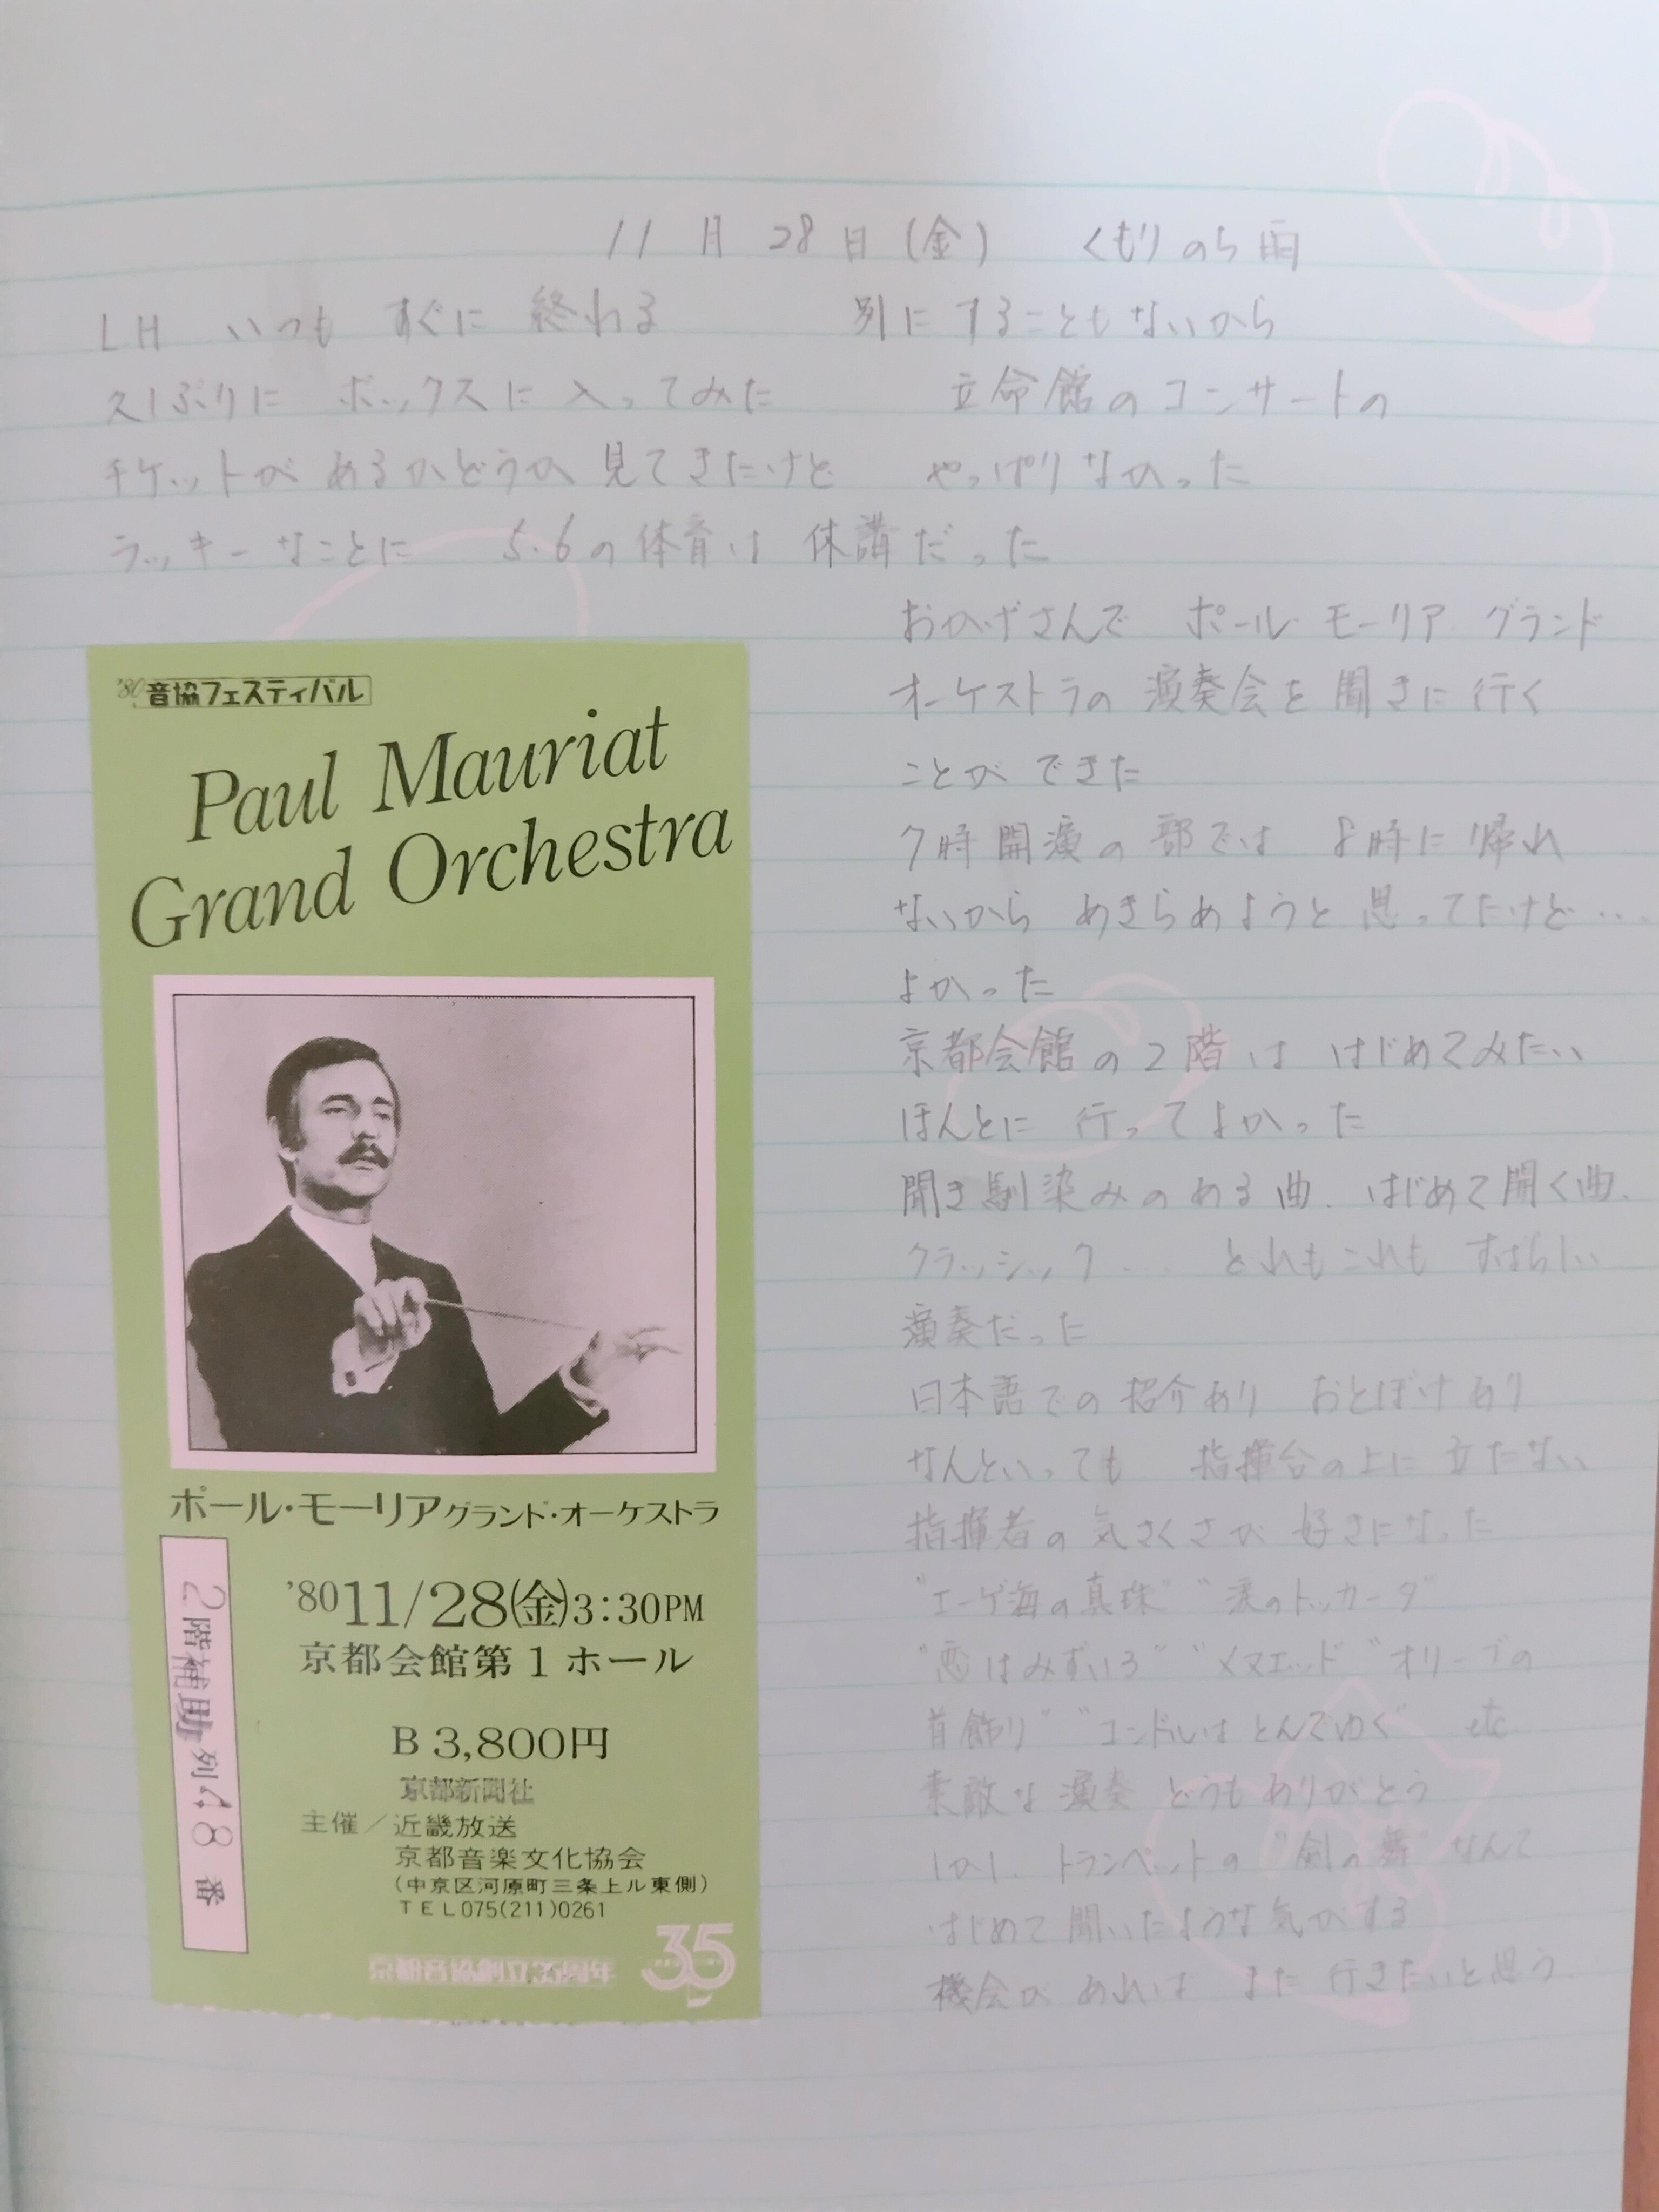 11月28日(金) くもりのち雨
LH いつも すぐに 終わる 別に することもないから
久しぶりに ボックスに 入ってみた 立命館のコンサートの
チケットが あるかどうか 見てきたけど やっぱりなかった
ラッキーなことに 5.6の体育は 休講だった
おかげさんで ポール モーリア グランド
オーケストラの 演奏会を 聞きに 行く
ことが できた
7時開演の 部では 8時に 帰れ
ないから あきらめようと 思ってたけど…
よかった
京都会館の 2階は はじめてみたい
ほんとに 行ってよかった
聞き馴染みのある曲. はじめて聞く曲.
クラッシック.... どれもこれも すばらしい
演奏だった
日本語での紹介あり おとぼけあり
なんといっても 指揮台の上に 立たない
指揮者の 気さくさが 好きになった
"エーゲ海の真珠" "涙のトッカータ"
"恋はみずいろ" "メヌエット" "オリーブの
首飾り" "コンドルは とんでゆく" etc
素敵な 演奏 どうもありがとう
しかし. トランペットの "剣の舞" なんて
はじめて 聞いたような気がする
機会が あれば また 行きたいと思う
'80 音協フェスティバル
Paul Mauriat
Grand Orchestra
ポール・モーリアグランド・オーケストラ
'80 11/28(金)3:30PM
京都会館第1ホール
B 3,800円
京都新聞社
主催/近畿放送
京都音楽文化協会
(中京区河原町三条上ル東側)
TEL075(211)0261
35
2階補助列48番